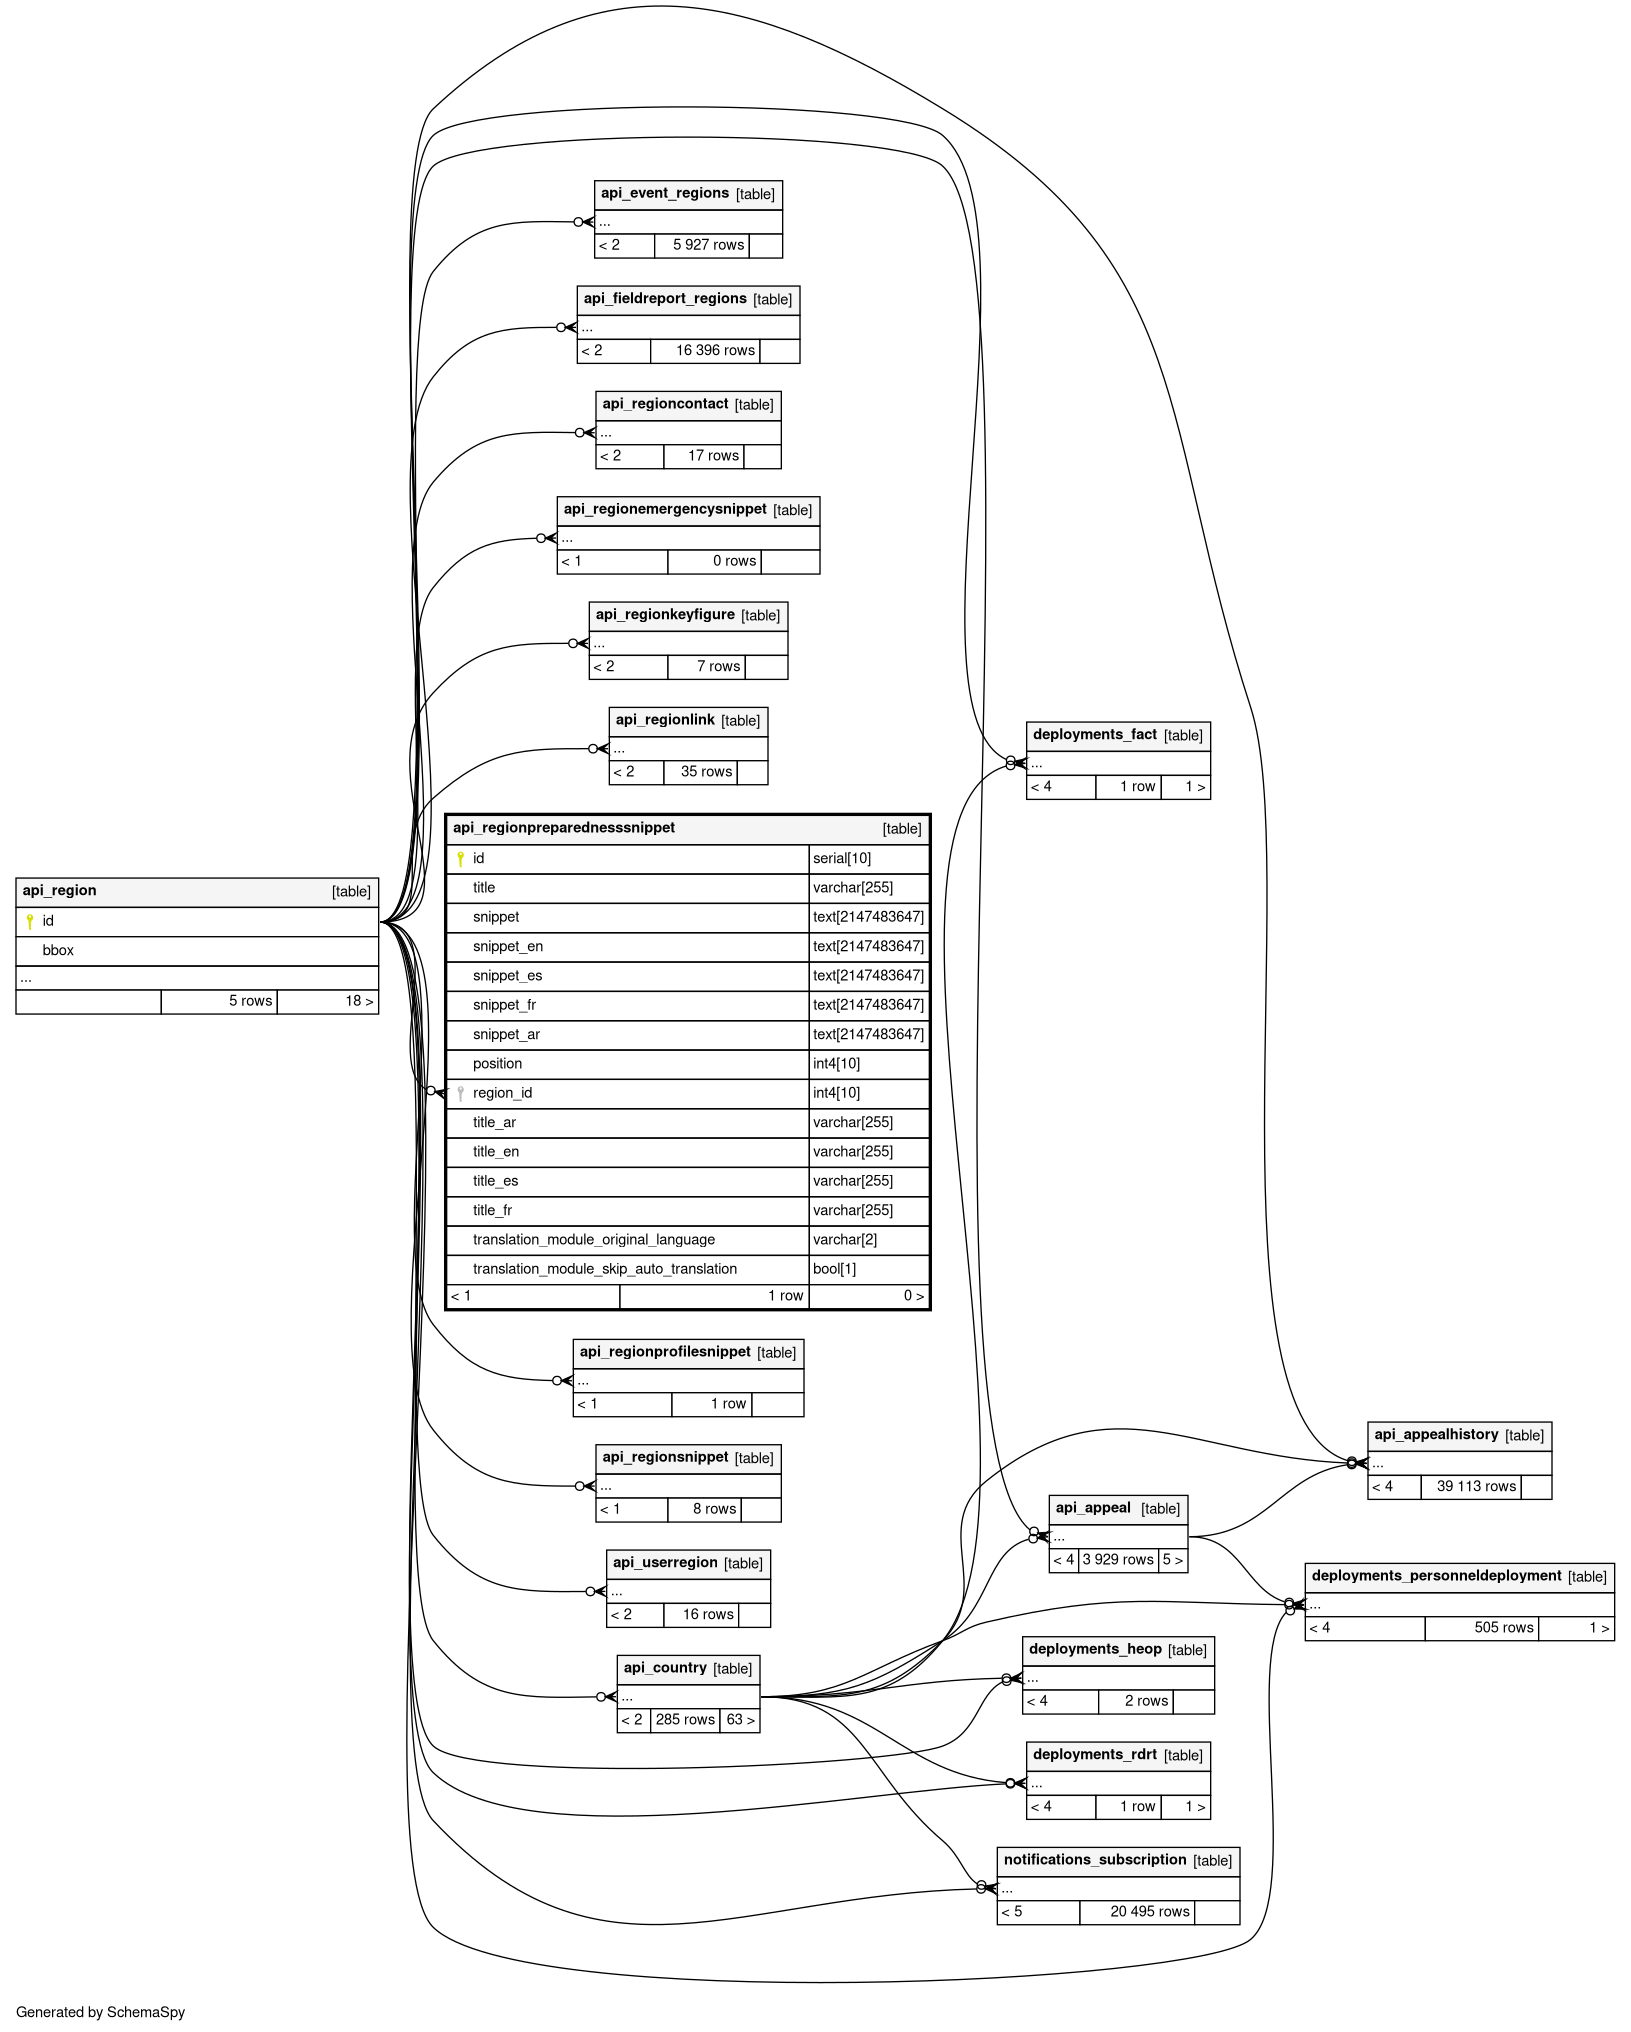 api_event_regions [table]
...
< 2 5 927 rows
api_fieldreport_regions [table]
...
< 2 16 396 rows
api_regioncontact [table]
...
< 2 17 rows
api_regionemergencysnippet [table]
...
< 1 0 rows
api_regionkeyfigure [table]
...
< 2 7 rows
api_regionlink [table]
...
< 2 35 rows
deployments_fact [table]
...
< 4 1 row 1 >
api_region [table]
id
bbox
...
5 rows 18 >
api_regionpreparednesssnippet [table]
id serial[10]
title varchar[255]
snippet text[2147483647]
snippet_en text[2147483647]
snippet_es text[2147483647]
snippet_fr text[2147483647]
snippet_ar text[2147483647]
position int4[10]
region_id int4[10]
title_ar varchar[255]
title_en varchar[255]
title_es varchar[255]
title_fr varchar[255]
translation_module_original_language varchar[2]
translation_module_skip_auto_translation bool[1]
< 1 1 row 0 >
api_regionprofilesnippet [table]
...
< 1 1 row
api_regionsnippet [table]
...
< 1 8 rows
api_userregion [table]
...
< 2 16 rows
api_country [table]
...
< 2 285 rows 63 >
api_appealhistory [table]
...
< 4 39 113 rows
api_appeal [table]
...
< 4 3 929 rows 5 >
deployments_personneldeployment [table]
...
< 4 505 rows 1 >
deployments_heop [table]
...
< 4 2 rows
deployments_rdrt [table]
...
< 4 1 row 1 >
notifications_subscription [table]
...
< 5 20 495 rows
Generated by SchemaSpy